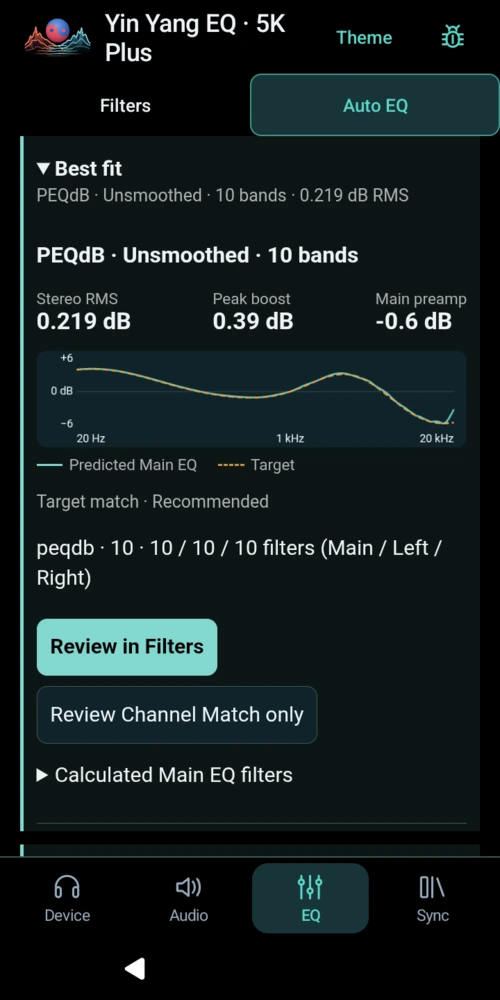 Yin Yang EQ · 5K
Plus
Theme
Filters
Auto EQ
▼ Best fit
PEQdB · Unsmoothed · 10 bands · 0.219 dB RMS
PEQdB · Unsmoothed · 10 bands
Stereo RMS
0.219 dB
Peak boost
0.39 dB
Main preamp
-0.6 dB
+6
0 dB
−6
20 Hz
1 kHz
20 kHz
Predicted Main EQ
Target
Target match · Recommended
peqdb · 10 · 10 / 10 / 10 filters (Main / Left /
Right)
Review in Filters
Review Channel Match only
▶ Calculated Main EQ filters
Device
Audio
EQ
Sync